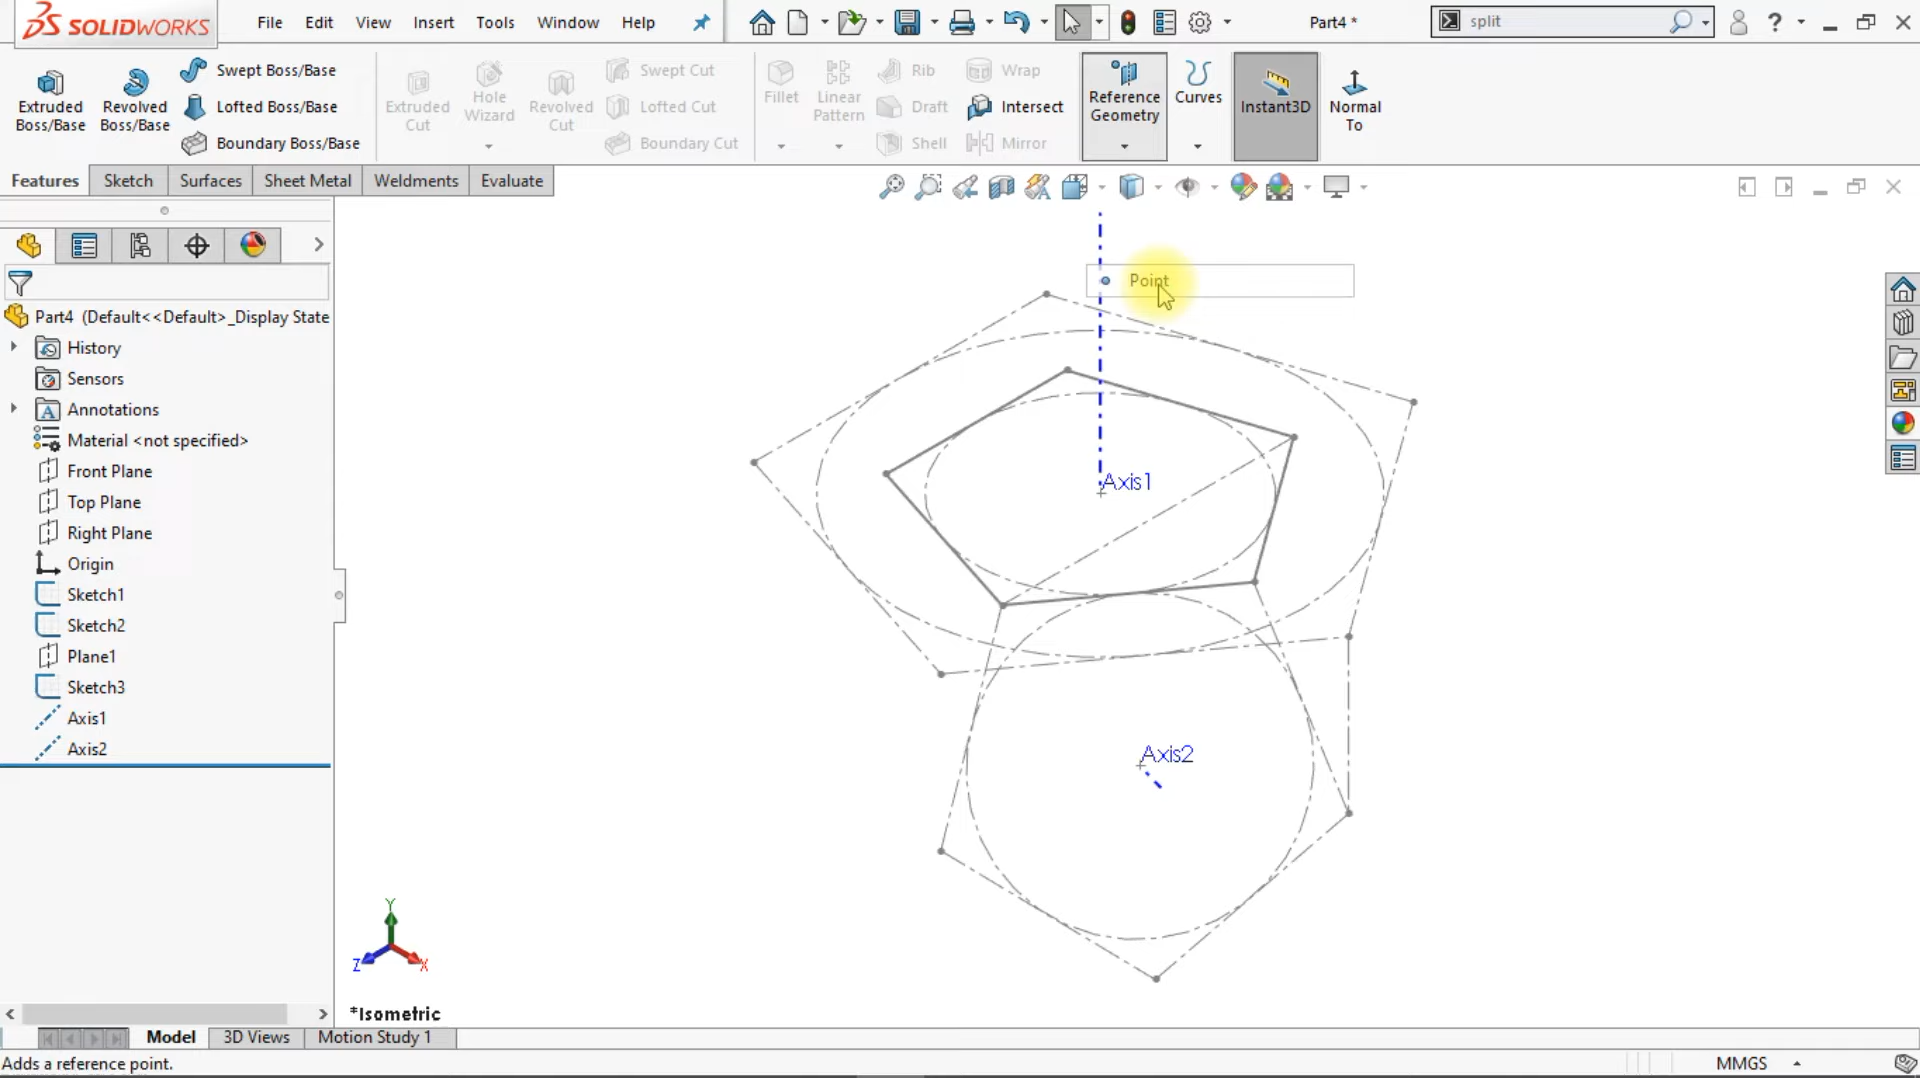 SOLIDWORKS File Edit View Insert Tools Window Help Part4 * split ?
Extruded Boss/Base
Revolved Boss/Base
Swept Boss/Base
Lofted Boss/Base
Boundary Boss/Base
Extruded Cut
Hole Wizard
Revolved Cut
Swept Cut
Lofted Cut
Boundary Cut
Fillet
Linear Pattern
Rib
Draft
Shell
Wrap
Intersect
Mirror
Reference Geometry
Curves
Instant3D
Normal To
Features Sketch Surfaces Sheet Metal Weldments Evaluate
Part4 (Default<<Default>_Display State
History
Sensors
Annotations
Material <not specified>
Front Plane
Top Plane
Right Plane
Origin
Sketch1
Sketch2
Plane1
Sketch3
Axis1
Axis2
Point
Axis1
Axis2
Y
Z
X
*Isometric
Model 3D Views Motion Study 1
Adds a reference point. MMGS